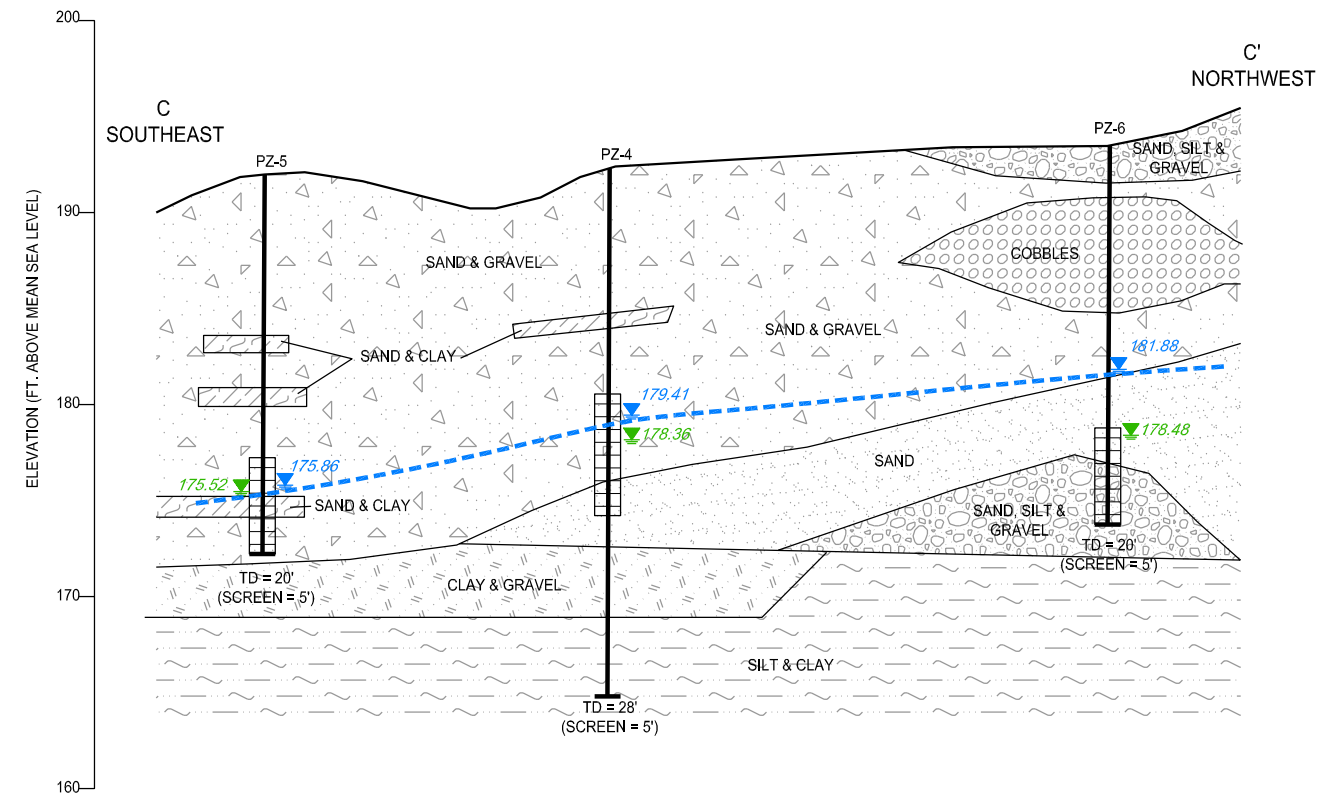 200
C'
NORTHWEST
C
SOUTHEAST
PZ-5
PZ-4
PZ-6
SAND, SILT &
GRAVEL
190
ELEVATION (FT. ABOVE MEAN SEA LEVEL)
SAND & GRAVEL
COBBLES
SAND & GRAVEL
SAND & CLAY
181.88
180
179.41
178.36
178.48
175.52
175.86
SAND
SAND & CLAY
SAND, SILT &
GRAVEL
TD = 20'
(SCREEN = 5')
TD = 20'
(SCREEN = 5')
170
CLAY & GRAVEL
SILT & CLAY
TD = 28'
(SCREEN = 5')
160